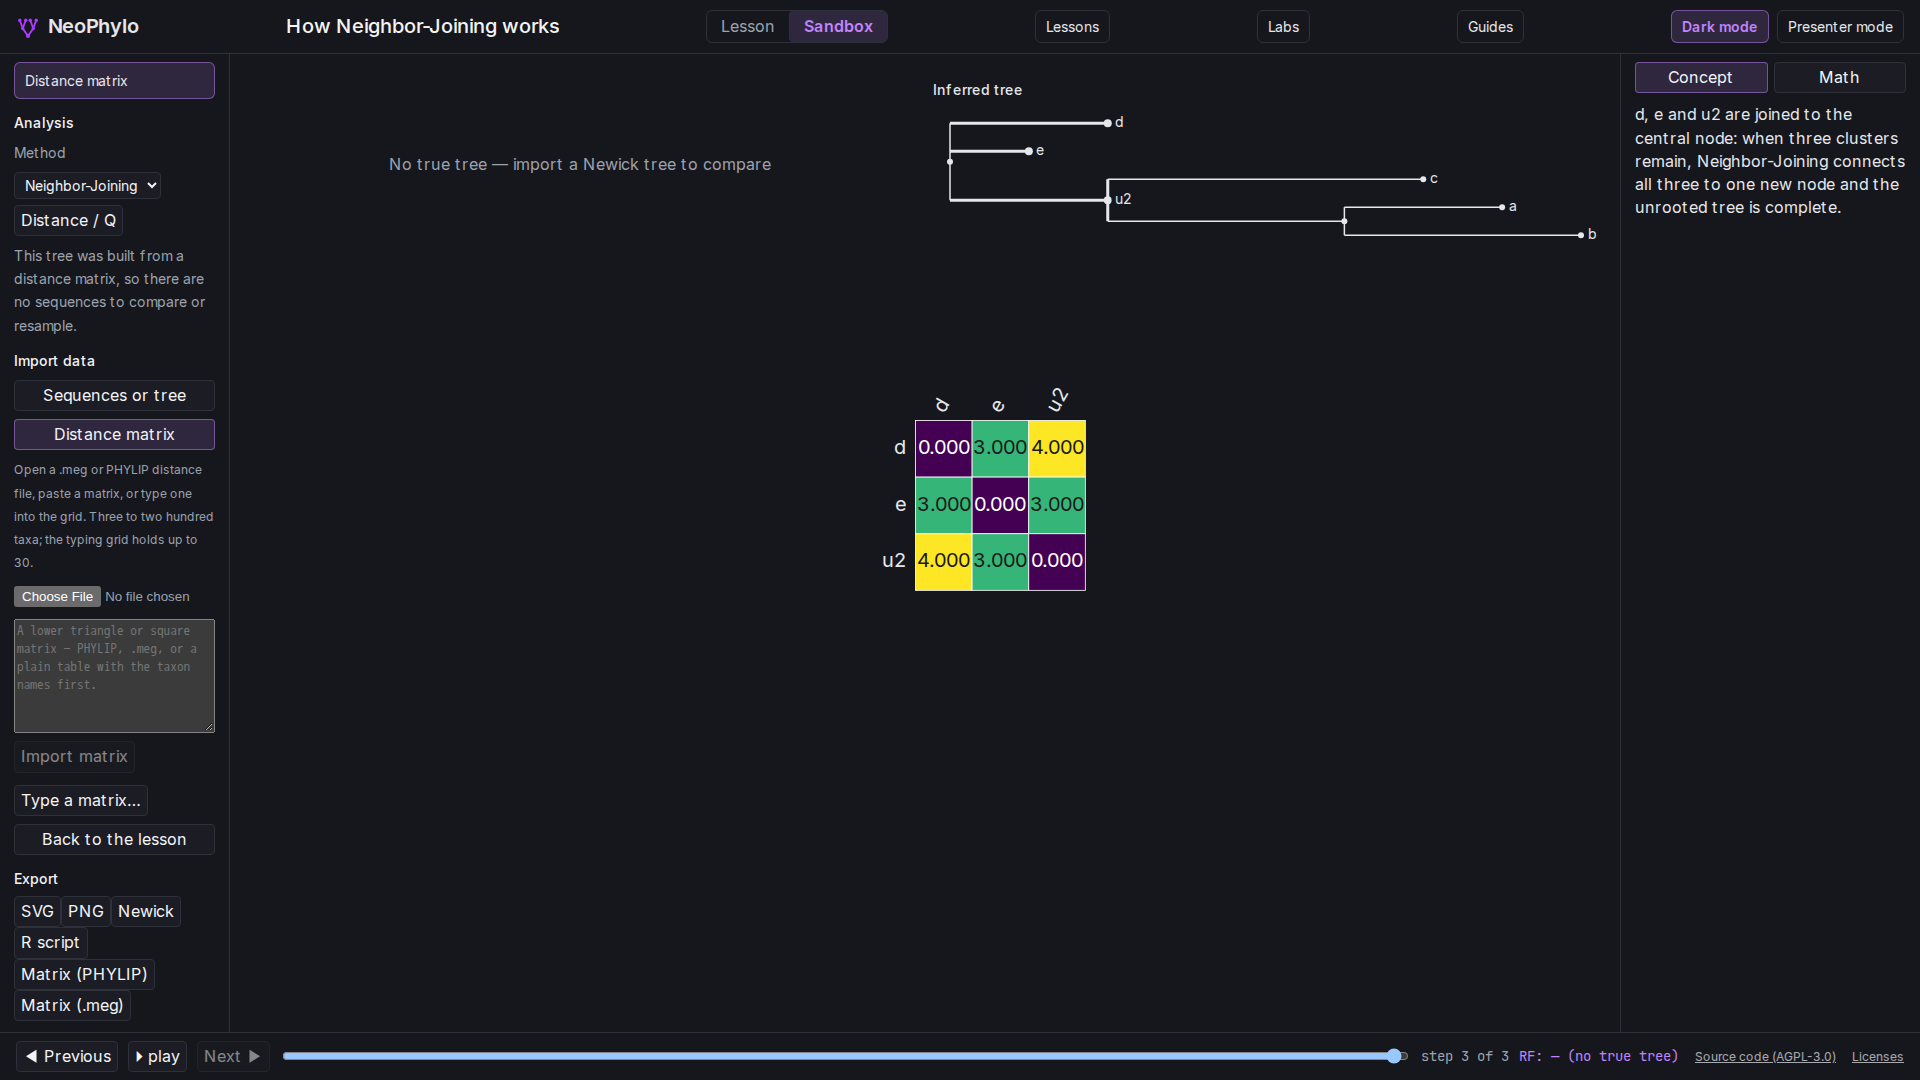 NeoPhylo
How Neighbor-Joining works
Lesson
Sandbox
Lessons
Labs
Guides
Dark mode
Presenter mode
Distance matrix
Analysis
Method
Neighbor-Joining
Distance / Q
This tree was built from a
distance matrix, so there are
no sequences to compare or
resample.
Import data
Sequences or tree
Distance matrix
Open a .meg or PHYLIP distance
file, paste a matrix, or type one
into the grid. Three to two hundred
taxa; the typing grid holds up to
30.
Choose File No file chosen
A lower triangle or square
matrix — PHYLIP, .meg, or a
plain table with the taxon
names first.
Import matrix
Type a matrix...
Back to the lesson
Export
SVG PNG Newick
R script
Matrix (PHYLIP)
Matrix (.meg)
No true tree — import a Newick tree to compare
Inferred tree
d
e
c
u2
a
b
d e u2
d 0.000 3.000 4.000
e 3.000 0.000 3.000
u2 4.000 3.000 0.000
Concept
Math
d, e and u2 are joined to the
central node: when three clusters
remain, Neighbor-Joining connects
all three to one new node and the
unrooted tree is complete.
Previous
play
Next
step 3 of 3
RF: — (no true tree)
Source code (AGPL-3.0)
Licenses